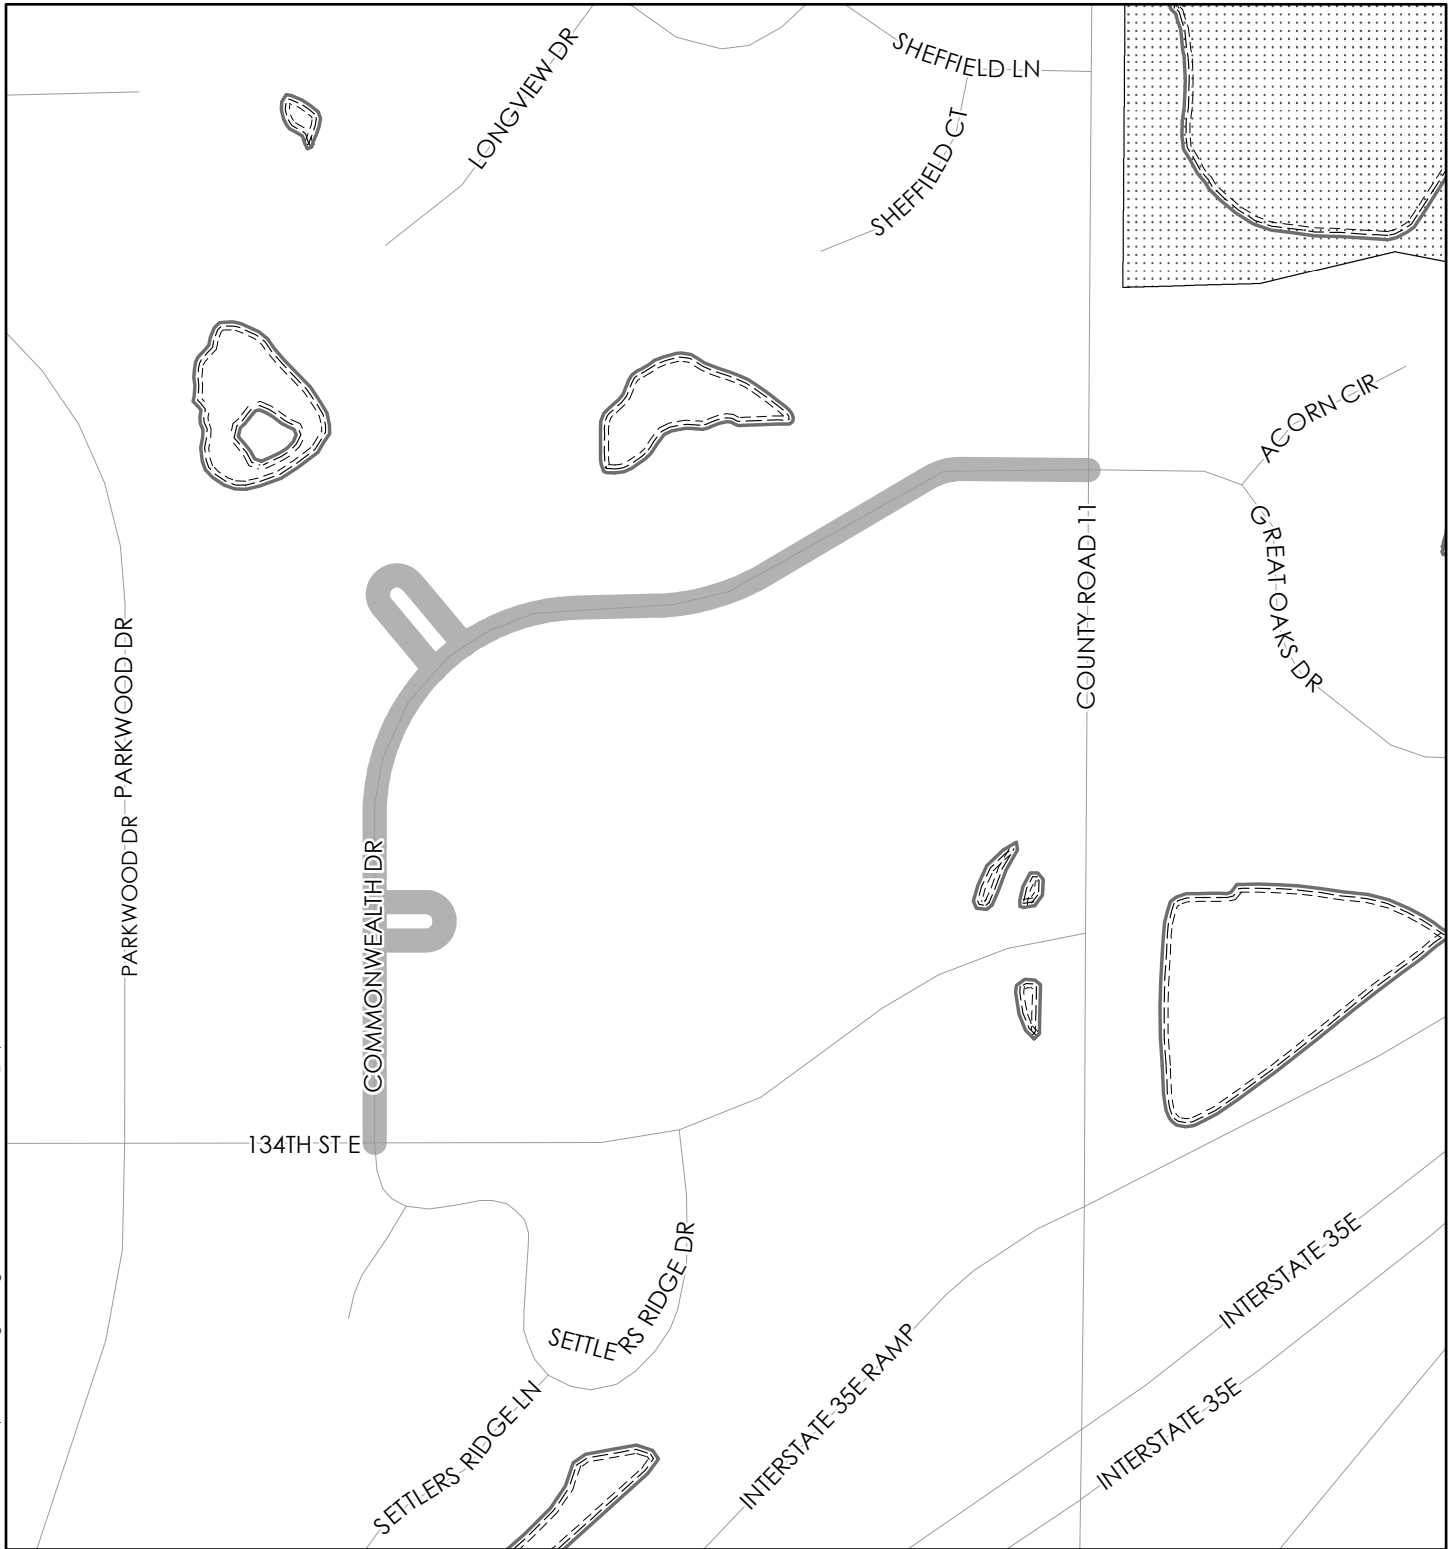 LONGVIEW DR
SHEFFIELD LN
SHEFFIELD CT
ACORN CIR
GREAT OAKS DR
COUNTY ROAD 11
PARKWOOD DR
PARKWOOD DR
COMMONWEALTH DR
134TH ST E
SETTLERS RIDGE DR
SETTLERS RIDGE LN
INTERSTATE 35E RAMP
INTERSTATE 35E
INTERSTATE 35E